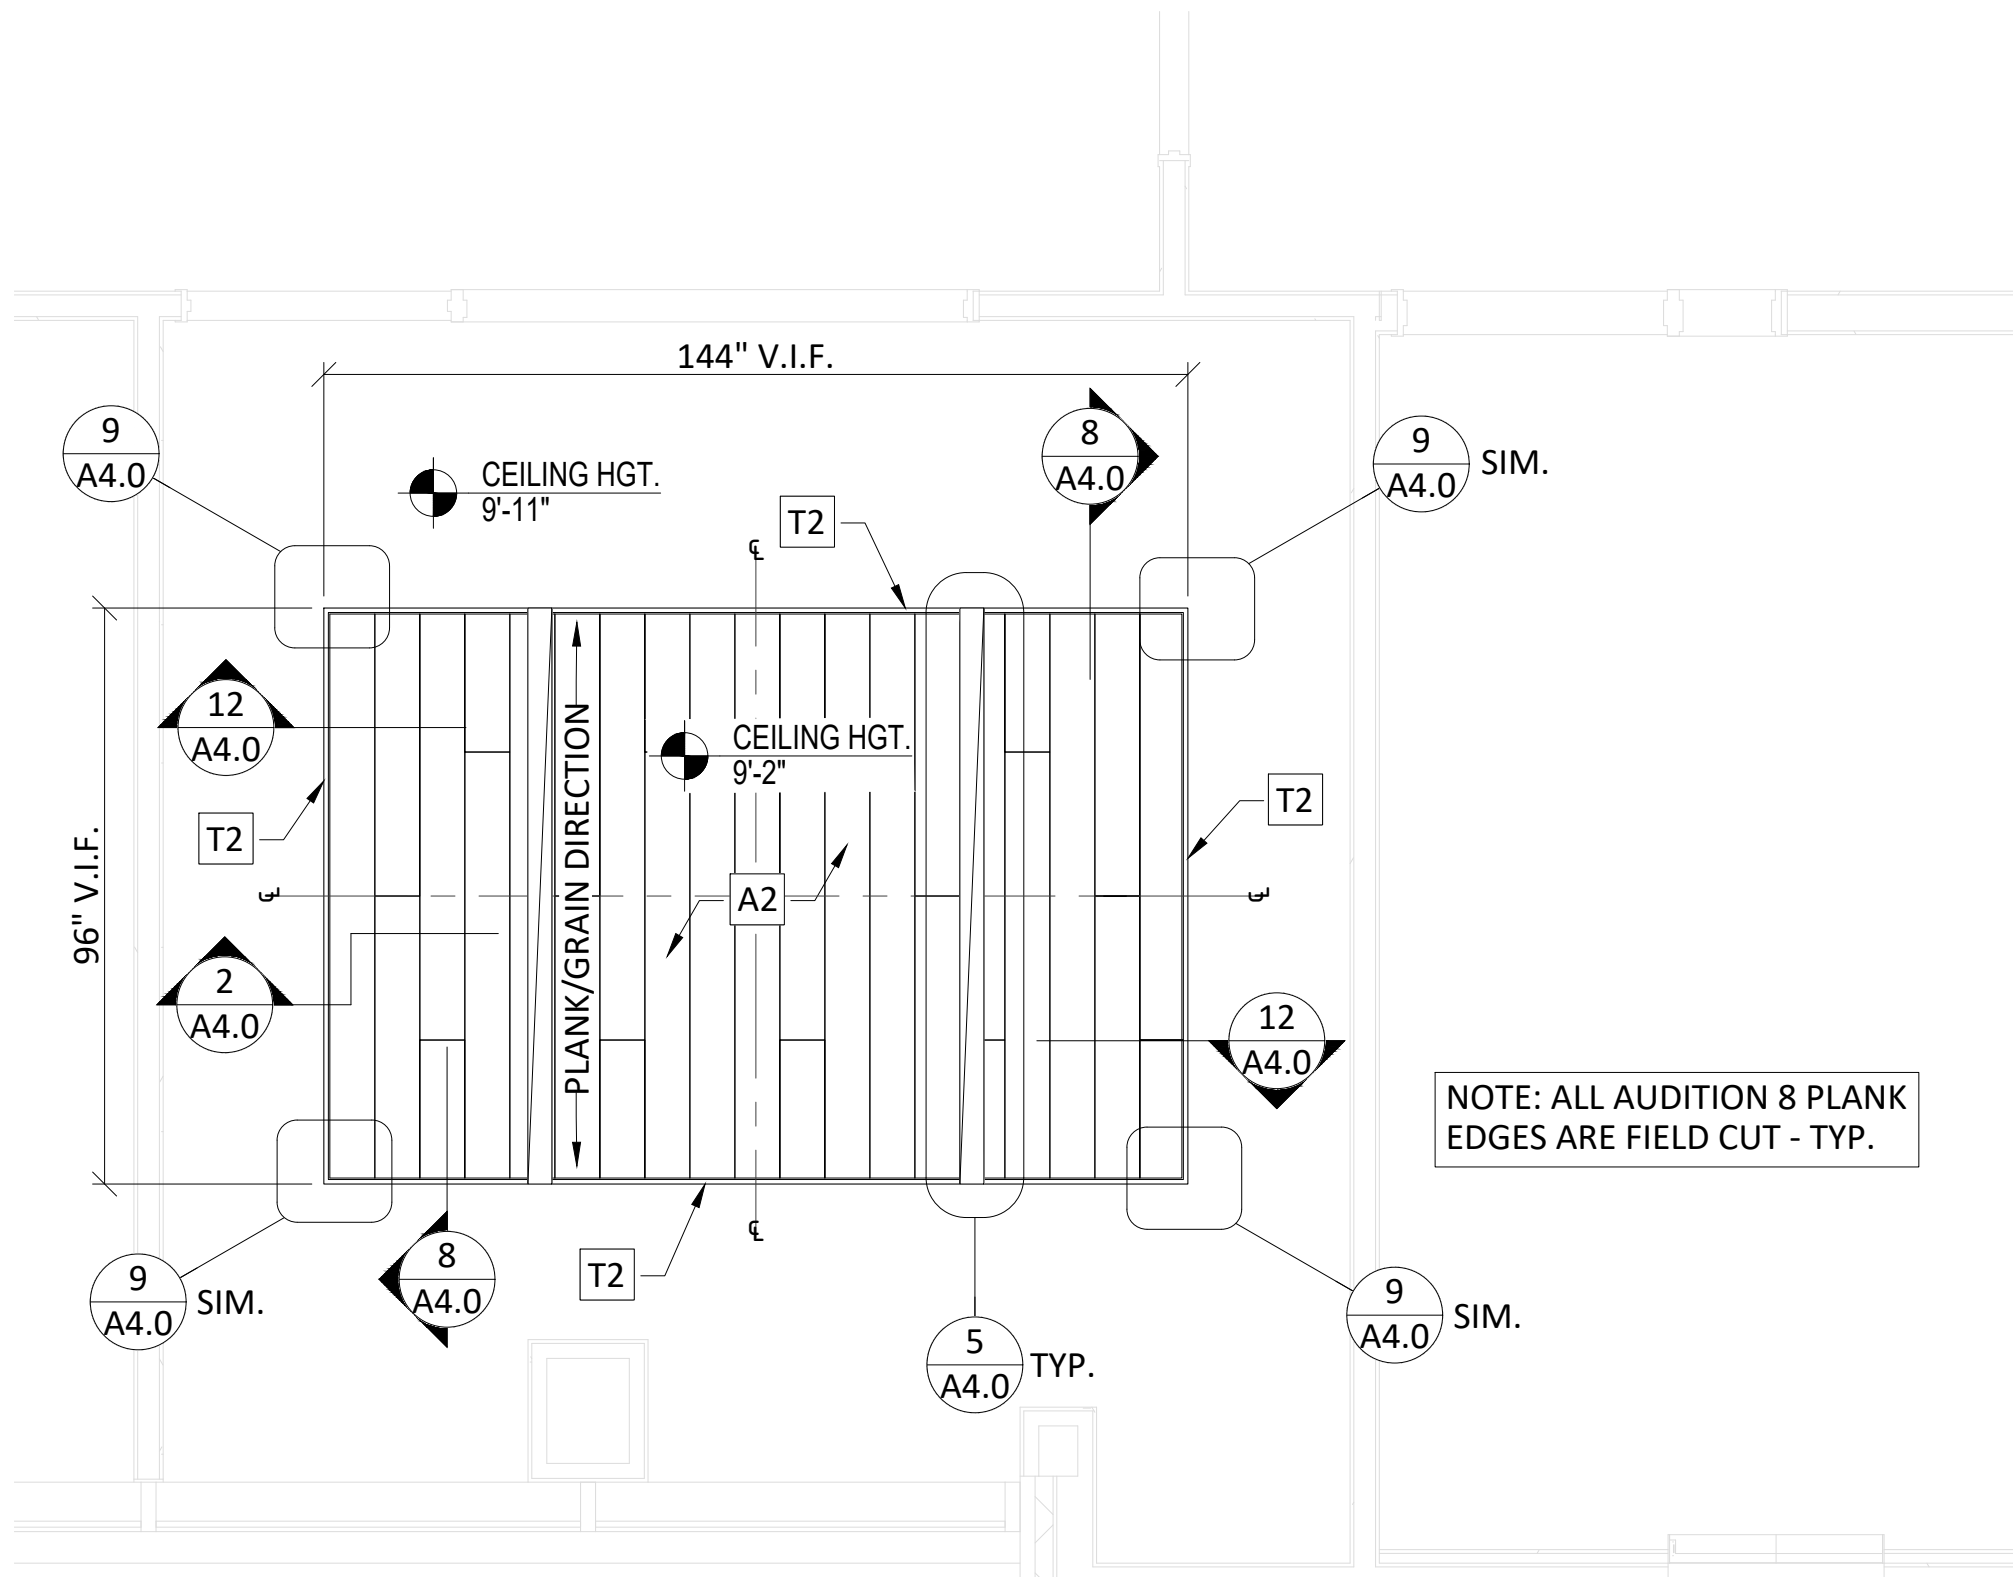 144" V.I.F.
9
A4.0
CEILING HGT.
9'-11"
8
A4.0
9
A4.0
SIM.
T2
℄
12
A4.0
PLANK/GRAIN DIRECTION
CEILING HGT.
9'-2"
T2
T2
96" V.I.F.
℄
A2
℄
2
A4.0
12
A4.0
NOTE: ALL AUDITION 8 PLANK
EDGES ARE FIELD CUT - TYP.
℄
9
A4.0
SIM.
8
A4.0
T2
5
A4.0
TYP.
9
A4.0
SIM.